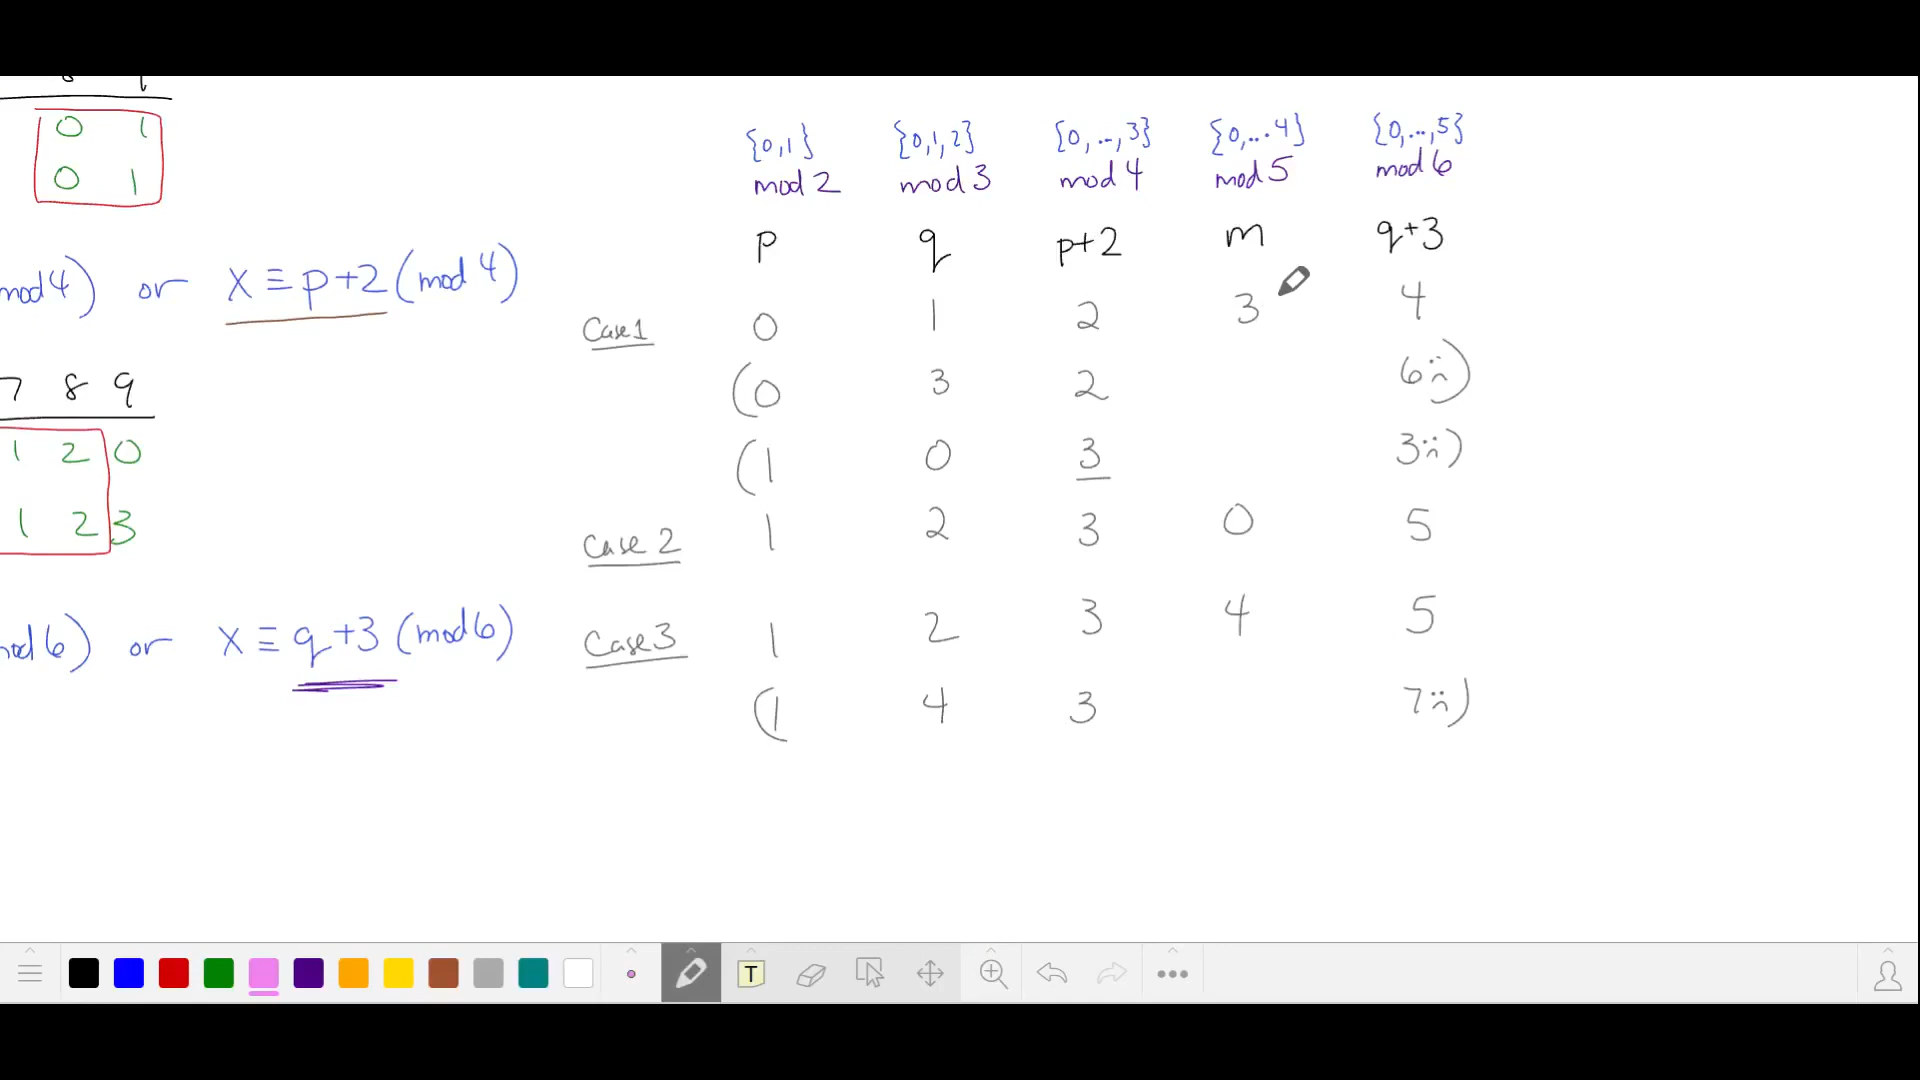 0 1
0 1
{0,1} {0,1,2} {0,..,3} {0,...4} {0,...,5}
mod 2 mod 3 mod 4 mod 5 mod 6
p q p+2 m q+3
mod 4) or x ≡ p+2 (mod 4)
Case 1 0 1 2 3 4
(0 3 2 6:()
7 8 9
1 2 0
(1 0 3 3:()
1 2 3
Case 2 1 2 3 0 5
mod 6) or x ≡ q+3 (mod 6)
Case 3 1 2 3 4 5
(1 4 3 7:()
T